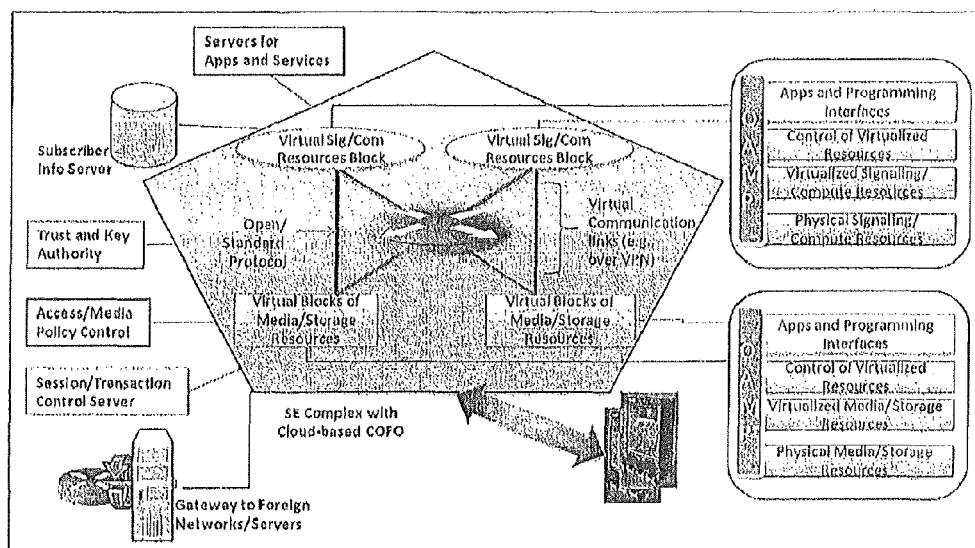 Servers for
Apps and Services
Subscriber
Info Server
Trust and Key
Authority
Access/Media
Policy Control
Session/Transaction
Control Server
Gateway to Foreign
Networks/Servers
Virtual Sig/Com
Resources Block
Virtual Sig/Com
Resources Block
Open/
Standard
Protocol
Virtual
Communication
links (e.g.,
over VPN)
Virtual Blocks of
Media/Storage
Resources
Virtual Blocks of
Media/Storage
Resources
SE Complex with
Cloud-based COFO
Apps and Programming
Interfaces
Control of Virtualized
Resources
Virtualized Signaling/
Compute Resources
Physical Signaling/
Compute Resources
Apps and Programming
Interfaces
Control of Virtualized
Resources
Virtualized Media/Storage
Resources
Physical Media/Storage
Resources